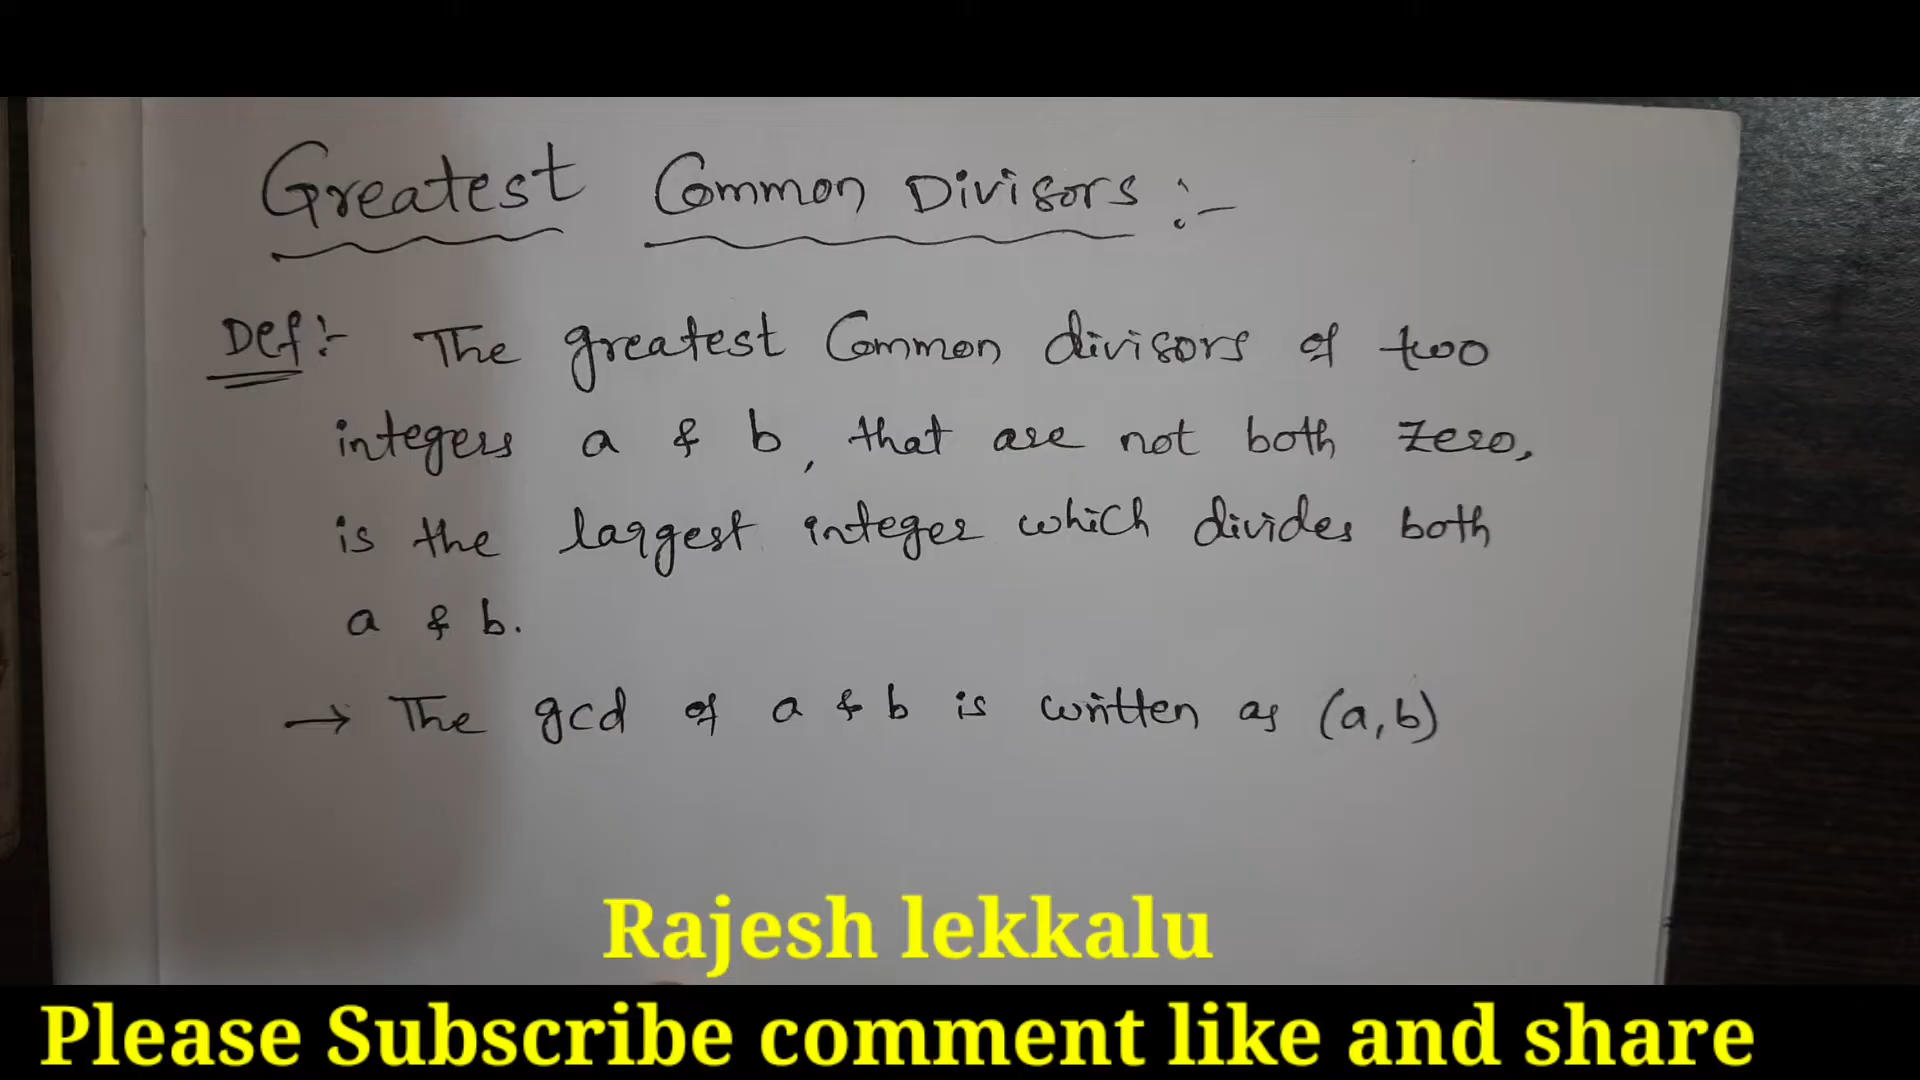 Greatest Common Divisors :-
Def:- The greatest Common divisors of two
integers a & b, that are not both zero,
is the largest integer which divides both
a & b.
→ The gcd of a & b is written as (a,b)
Rajesh lekkalu
Please Subscribe comment like and share